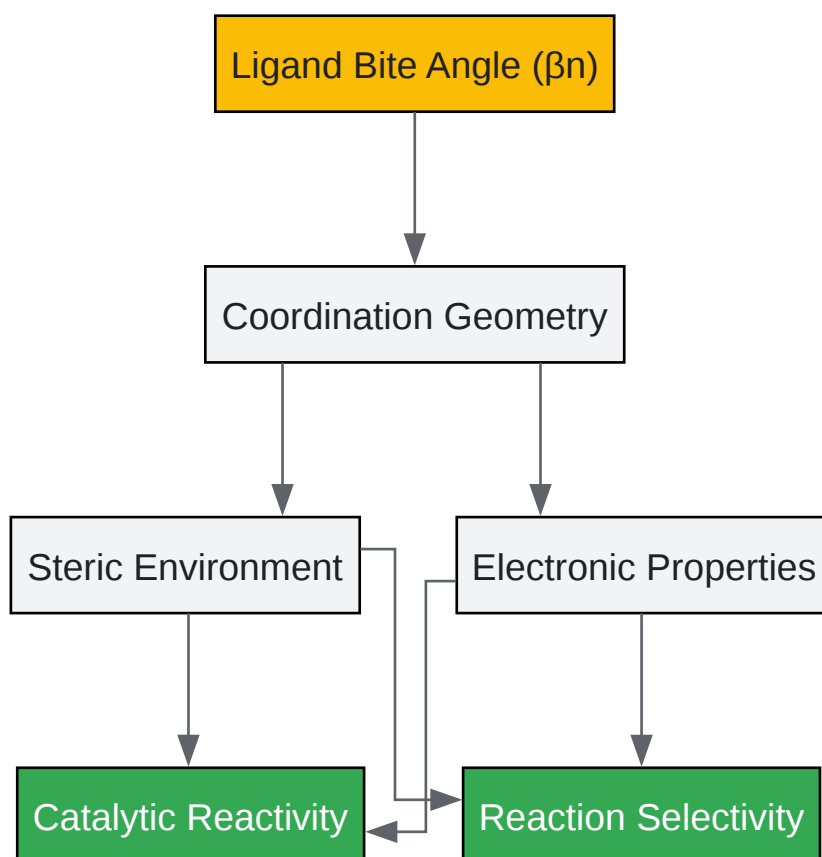 Ligand Bite Angle (βn)
Coordination Geometry
Steric Environment
Electronic Properties
Catalytic Reactivity
Reaction Selectivity